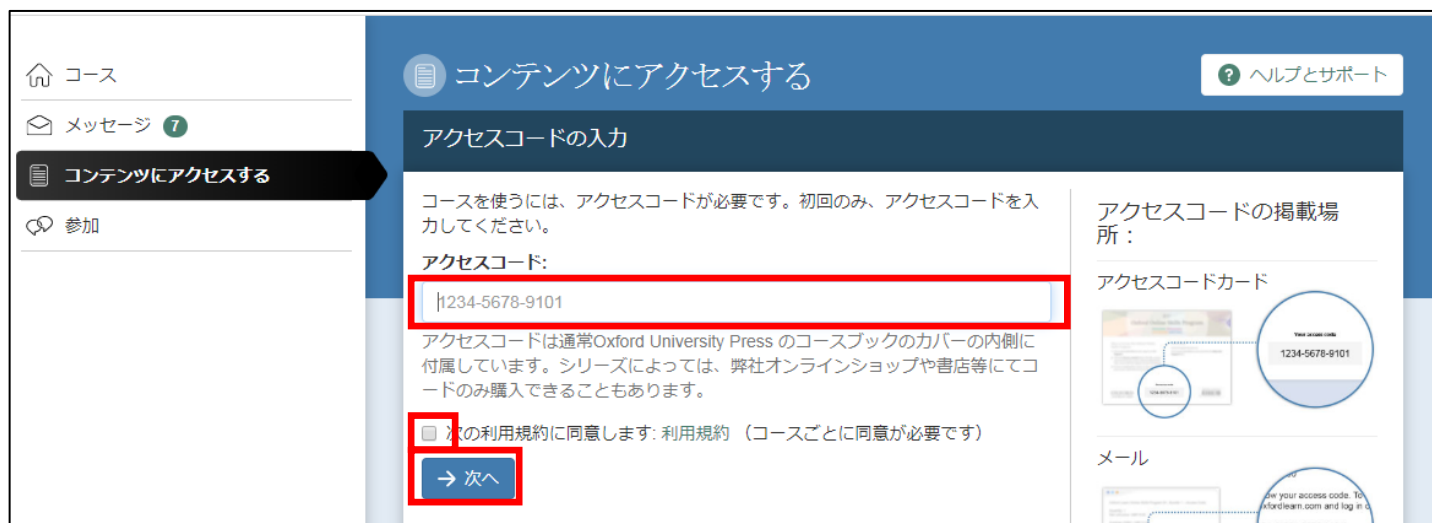 コース
メッセージ 7
コンテンツにアクセスする
参加
コンテンツにアクセスする
? ヘルプとサポート
アクセスコードの入力
コースを使うには、アクセスコードが必要です。初回のみ、アクセスコードを入
力してください。
アクセスコード:
1234-5678-9101
アクセスコードは通常Oxford University Press のコースブックのカバーの内側に
付属しています。シリーズによっては、弊社オンラインショップや書店等にてコ
ードのみ購入できることもあります。
次の利用規約に同意します: 利用規約 （コースごとに同意が必要です）
→ 次へ
アクセスコードの掲載場
所：
アクセスコードカード
Your access code
1234-5678-9101
メール
your access code. To
xfordlearn.com and log in